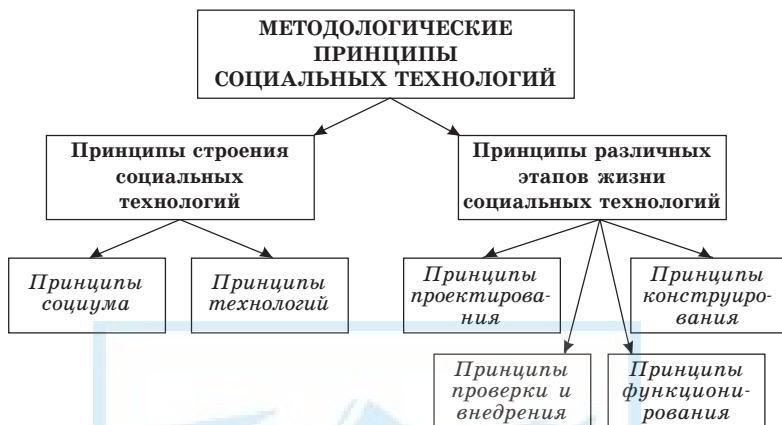 МЕТОДОЛОГИЧЕСКИЕ
ПРИНЦИПЫ
СОЦИАЛЬНЫХ ТЕХНОЛОГИЙ
Принципы строения
социальных
технологий
Принципы различных
этапов жизни
социальных технологий
Принципы
социума
Принципы
технологий
Принципы
проектирова-
ния
Принципы
конструиро-
вания
Принципы
проверки и
внедрения
Принципы
функциони-
рования